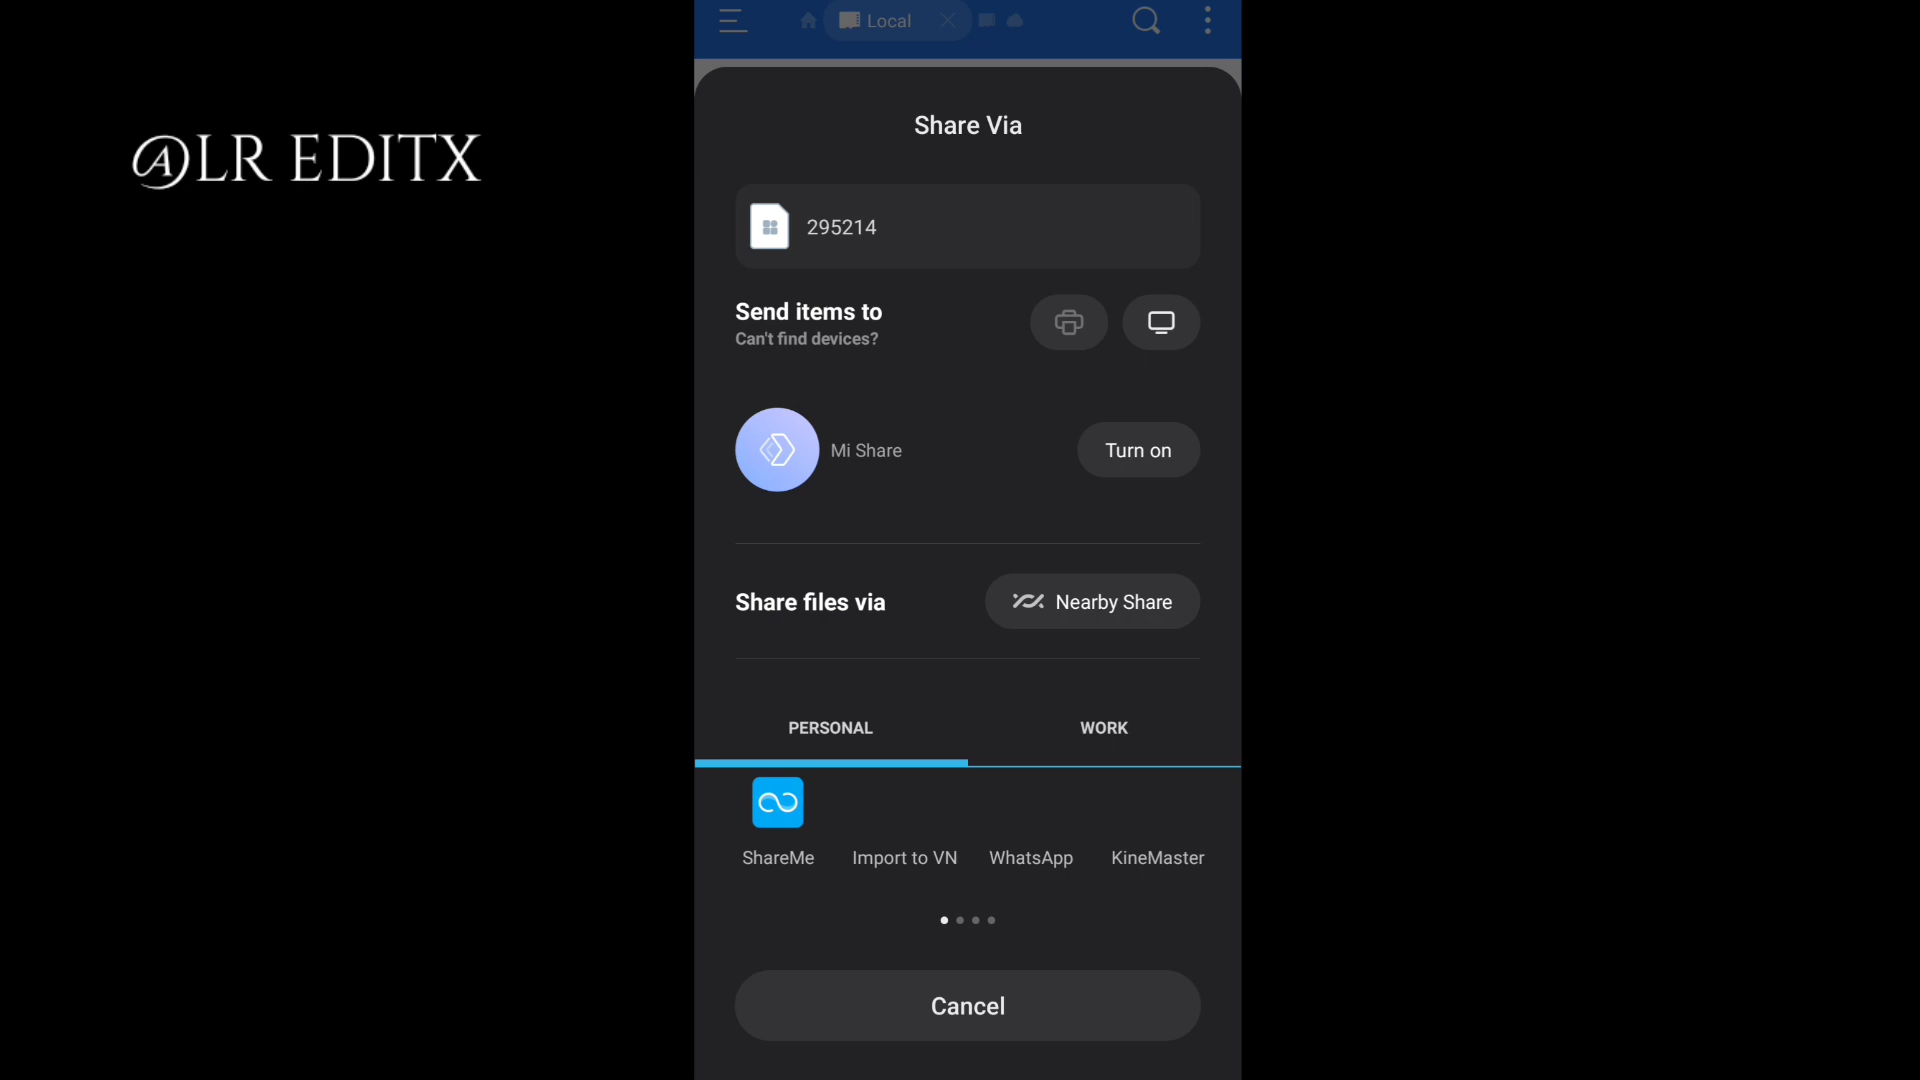 Local
@LR EDITX
Share Via
295214
Send items to
Can't find devices?
Mi Share
Turn on
Share files via
Nearby Share
PERSONAL
WORK
ShareMe
Import to VN
WhatsApp
KineMaster
Cancel